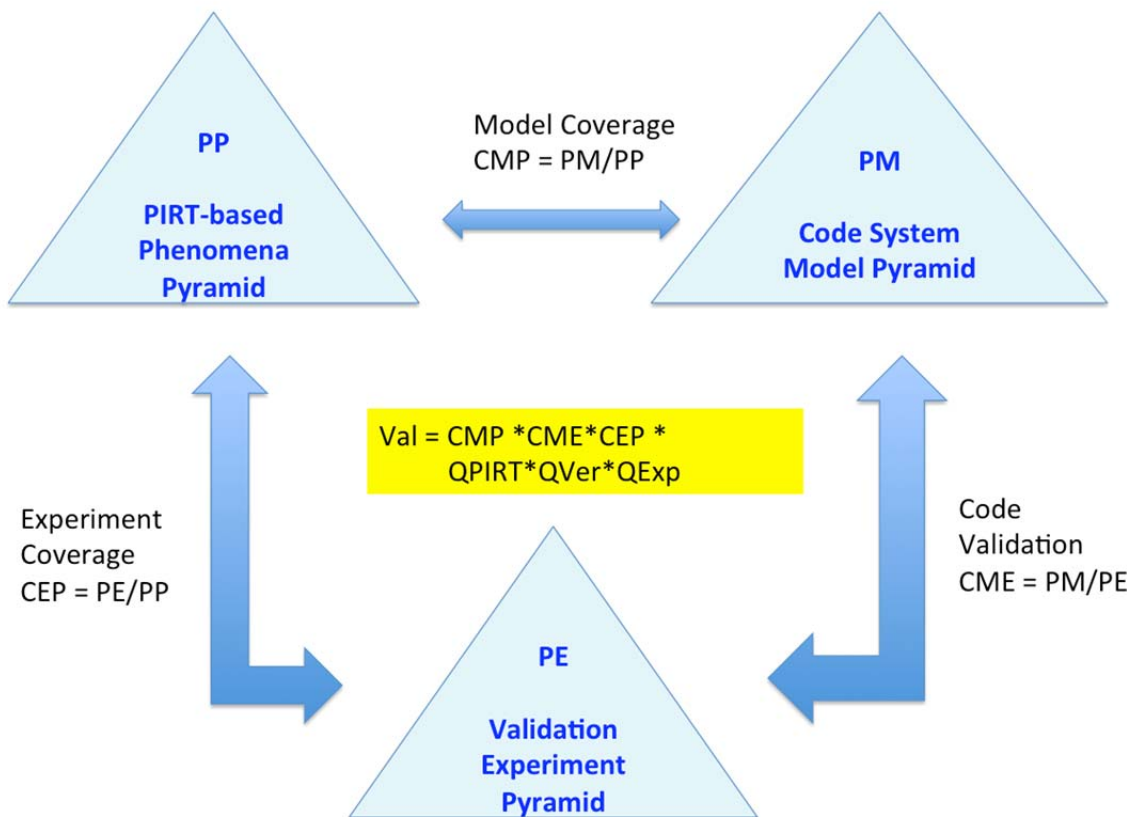 PP
PIRT-based
Phenomena
Pyramid
Model Coverage
CMP = PM/PP
PM
Code System
Model Pyramid
Val = CMP *CME*CEP *
QPIRT*QVer*QExp
Experiment
Coverage
CEP = PE/PP
Code
Validation
CME = PM/PE
PE
Validation
Experiment
Pyramid